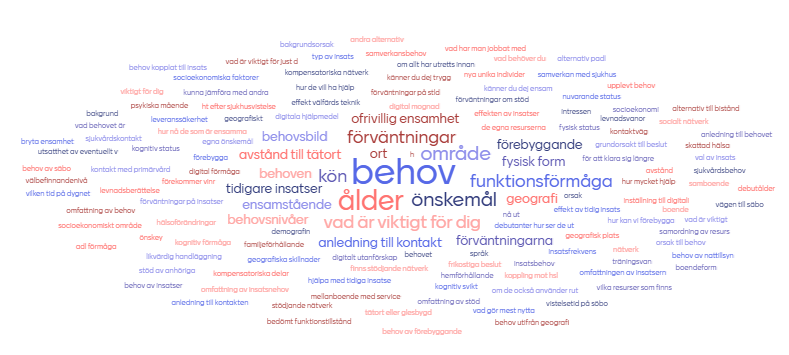 andra alternativ
bakgrundsorsak
vad har man jobbat med
samverkansbehov
typ av insats
vad är viktigt för just d
vad behöver du
alternativ padl
om allt har utretts innan
behov kopplat till insats
kompensatoriska nätverk
nya unika individer
samverkan med sjukhus
socioekonomiska faktorer
känner du dej trygg
upplevt behov
hur de vill ha hjälp
känner du dej ensam
viktigt för dig
kunna jämföra med andra
förväntningar på stöd
nuvarande status
effekt välfärds teknik
förväntningar om stöd
psykiska mående
ht efter sjukhusvistelse
digital mognad
intressen
socioekonomi
alternativ till bistånd
bakgrund
leveranssäkerhet
geografiskt
digitala hjälpmedel
ofrivillig ensamhet
effekten av insatser
levnadsvanor
socialt nätverk
vad behovet är
hur nå de som är ensamma
de egna resurserna
fysisk status
kontaktväg
anledning till behovet
bryta ensamhet
sjukvårdskontakt
egna önskemål
behovsbild
förväntningar
förebyggande
grundorsakt till beslut
skattad hälsa
utsatthet av eventuellt v
kognitiv status
förebygga
avstånd till tätort
ort
h
område
fysisk form
för att klara sig längre
val av insats
behov av säbo
kontakt med primärvård
digital förmåga
behoven
kön
behov
funktionsförmåga
avstånd
sjukvårdsbehov
välbefinnandenivå
förekommer vinr
hur mycket hjälp
samboende
debutålder
vilken tid på dygnet
levnadsberättelse
tidigare insatser
ålder
önskemål
geografi
orsak
inställning till digitali
vägen till säbo
omfattning av behov
förväntningar på insatser
ensamstående
effekt av tidig insats
boende
socioekonomiskt område
hälsoförändringar
behovsnivåer
vad är viktigt för dig
nå ut
hur kan vi förebygga
vad är viktigt
demografin
debutanter hur ser de ut
samordning av resurs
adl förmåga
önskey
kognitiv förmåga
familjeförhållande
anledning till kontakt
förväntningarna
geografisk plats
orsak till behov
likvärdig handläggning
geografiska skillnader
digitalt utanförskap
behovet
språk
insatsfrekvens
nätverk
behov av nattillsyn
stöd av anhöriga
finns stödjande nätverk
frikostiga beslut
insatsbehov
träningsvan
boendeform
kompensatoriska delar
hemförhållande
koppling mot hsl
omfattningen av insatsern
behov av insatser
omfattning av insatsnehov
hjälpa med tidiga insatse
kognitiv svikt
om de också använder rut
vilka resurser som finns
anledning till kontakten
stödjande nätverk
mellanboende med service
omfattning av stöd
vistelsetid på säbo
tätort eller glesbygd
vad gör mest nytta
bedömt funktionstillstånd
behov utifrån geografi
behov av förebyggande